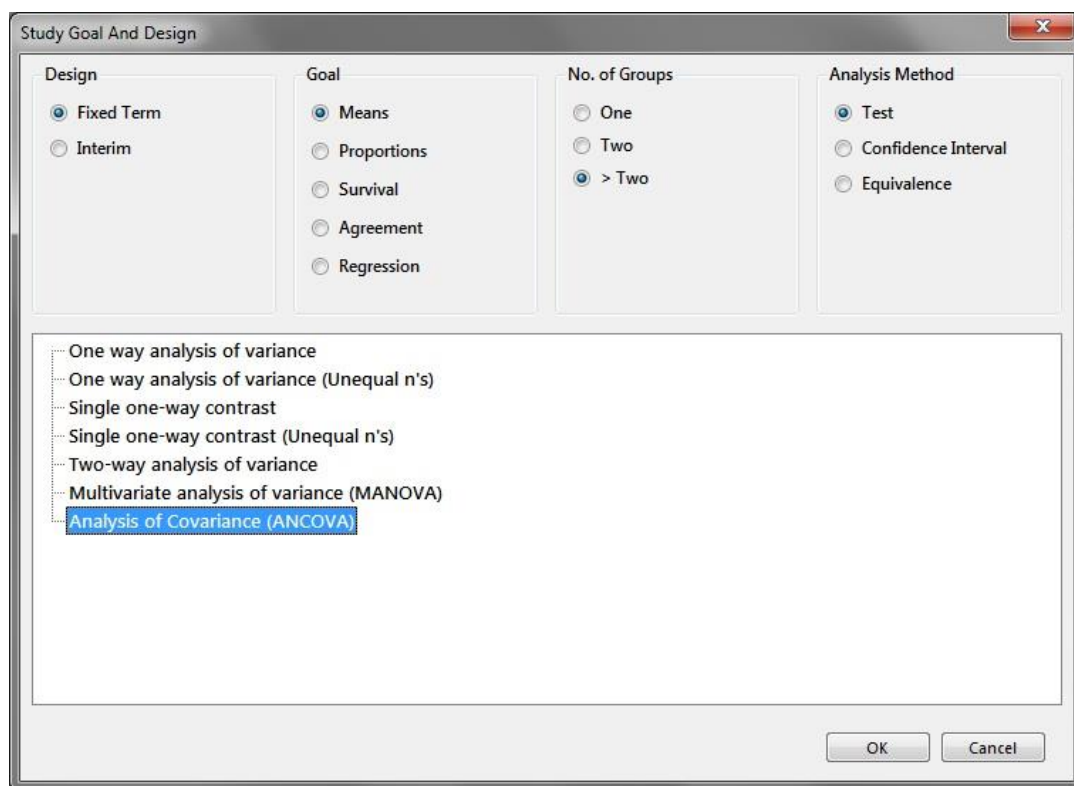 Study Goal And Design
Design
Fixed Term
Interim
Goal
Means
Proportions
Survival
Agreement
Regression
No. of Groups
One
Two
> Two
Analysis Method
Test
Confidence Interval
Equivalence
One way analysis of variance
One way analysis of variance (Unequal n's)
Single one-way contrast
Single one-way contrast (Unequal n's)
Two-way analysis of variance
Multivariate analysis of variance (MANOVA)
Analysis of Covariance (ANCOVA)
OK
Cancel